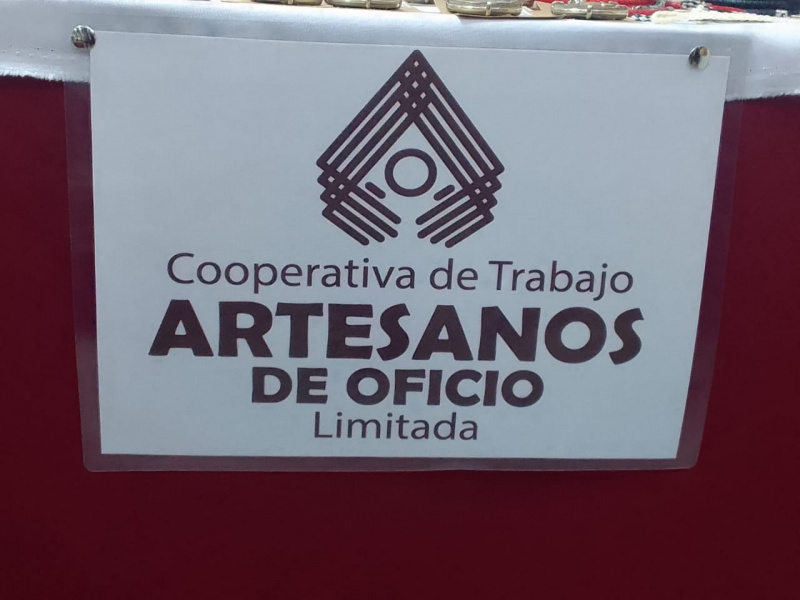 Cooperativa de Trabajo
ARTESANOS
DE OFICIO
Limitada